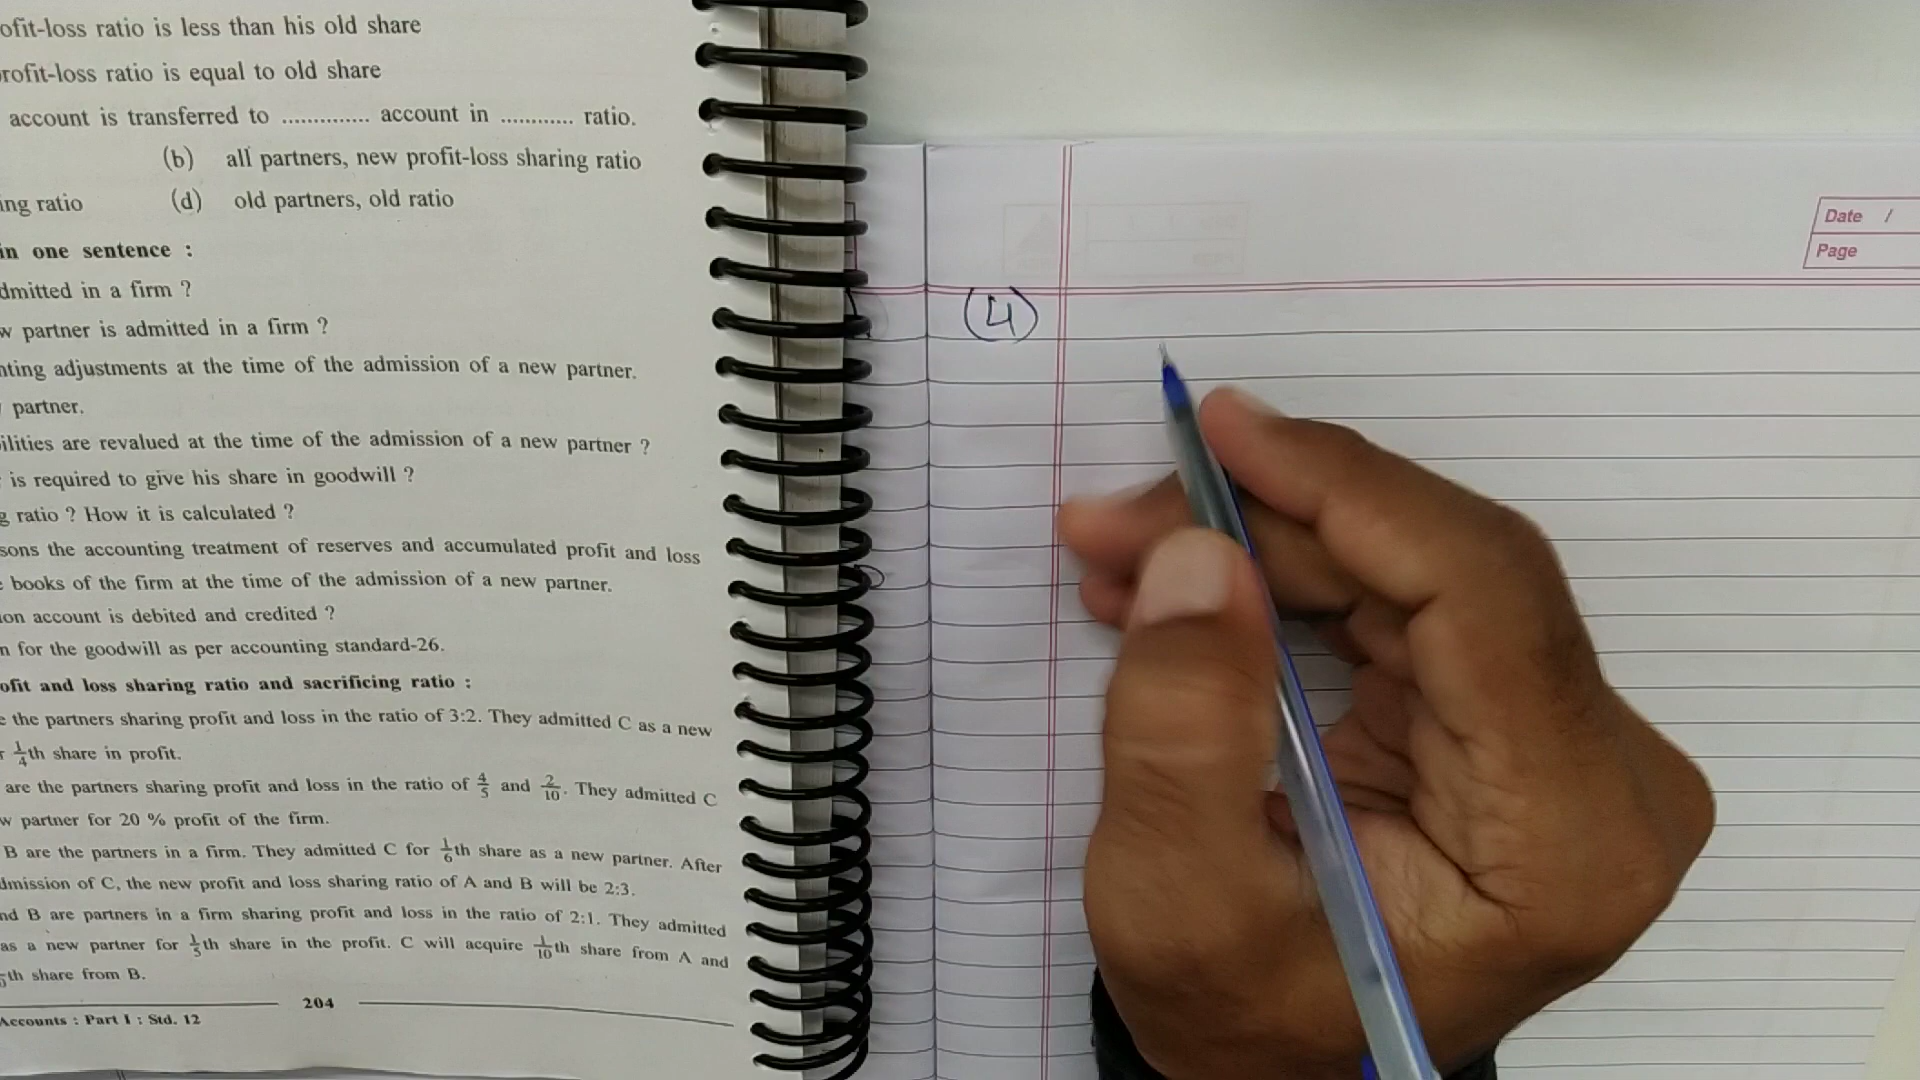 ofit-loss ratio is less than his old share
rofit-loss ratio is equal to old share
account is transferred to .............. account in ............ ratio.
(b) all partners, new profit-loss sharing ratio
ing ratio (d) old partners, old ratio
in one sentence :
dmitted in a firm ?
w partner is admitted in a firm ?
nting adjustments at the time of the admission of a new partner.
partner.
ilities are revalued at the time of the admission of a new partner ?
is required to give his share in goodwill ?
g ratio ? How it is calculated ?
sons the accounting treatment of reserves and accumulated profit and loss
e books of the firm at the time of the admission of a new partner.
ion account is debited and credited ?
n for the goodwill as per accounting standard-26.
ofit and loss sharing ratio and sacrificing ratio :
e the partners sharing profit and loss in the ratio of 3:2. They admitted C as a new
r 1/4th share in profit.
are the partners sharing profit and loss in the ratio of 4/5 and 2/10. They admitted C
w partner for 20 % profit of the firm.
B are the partners in a firm. They admitted C for 1/6th share as a new partner. After
dmission of C, the new profit and loss sharing ratio of A and B will be 2:3.
nd B are partners in a firm sharing profit and loss in the ratio of 2:1. They admitted
as a new partner for 1/5th share in the profit. C will acquire 1/10th share from A and
th share from B.
204
Accounts : Part I : Std. 12
Date /
Page
(4)